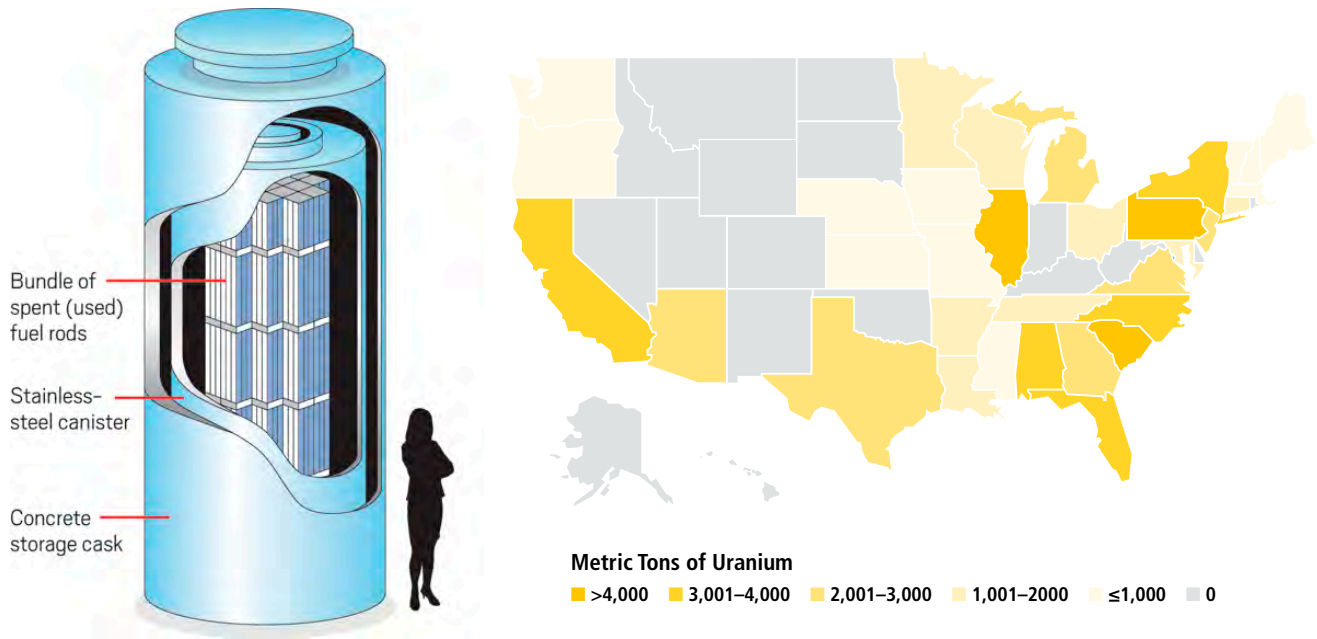 Bundle of
spent (used)
fuel rods
Stainless-
steel canister
Concrete
storage cask
Metric Tons of Uranium
>4,000 3,001–4,000 2,001–3,000 1,001–2000 ≤1,000 0